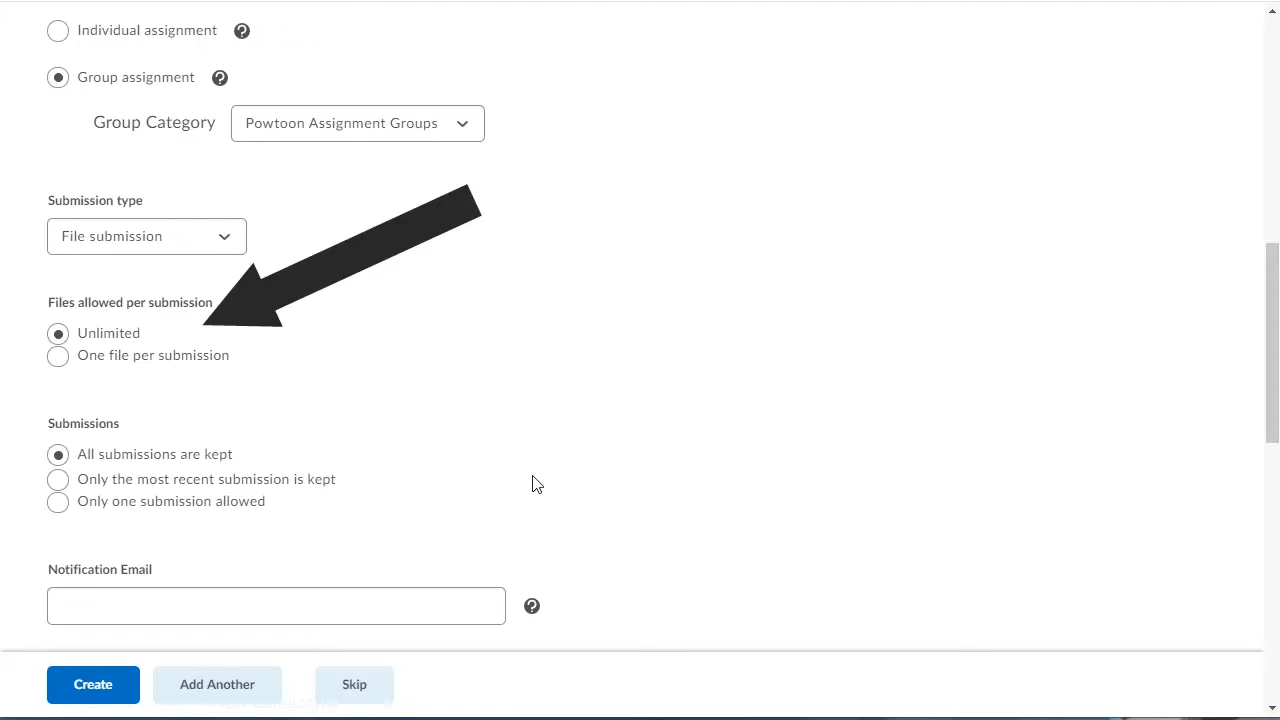 Individual assignment
Group assignment
Group Category Powtoon Assignment Groups
Submission type
File submission
Files allowed per submission
Unlimited
One file per submission
Submissions
All submissions are kept
Only the most recent submission is kept
Only one submission allowed
Notification Email
Create Add Another Skip